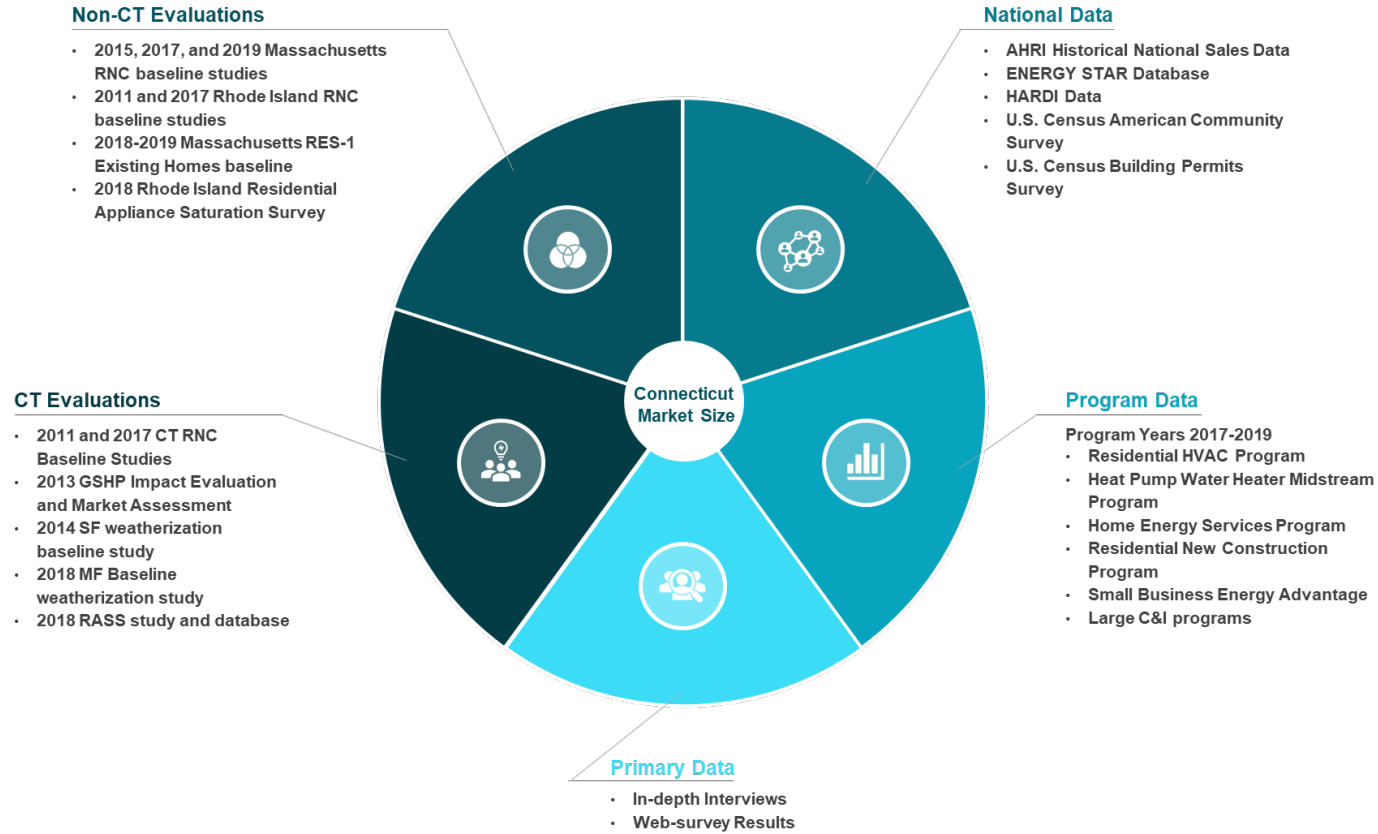 Non-CT Evaluations
• 2015, 2017, and 2019 Massachusetts
RNC baseline studies
• 2011 and 2017 Rhode Island RNC
baseline studies
• 2018-2019 Massachusetts RES-1
Existing Homes baseline
• 2018 Rhode Island Residential
Appliance Saturation Survey
National Data
• AHRI Historical National Sales Data
• ENERGY STAR Database
• HARDI Data
• U.S. Census American Community
Survey
• U.S. Census Building Permits
Survey
Connecticut
Market Size
CT Evaluations
• 2011 and 2017 CT RNC
Baseline Studies
• 2013 GSHP Impact Evaluation
and Market Assessment
• 2014 SF weatherization
baseline study
• 2018 MF Baseline
weatherization study
• 2018 RASS study and database
Program Data
Program Years 2017-2019
• Residential HVAC Program
• Heat Pump Water Heater Midstream
Program
• Home Energy Services Program
• Residential New Construction
Program
• Small Business Energy Advantage
• Large C&I programs
Primary Data
• In-depth Interviews
• Web-survey Results